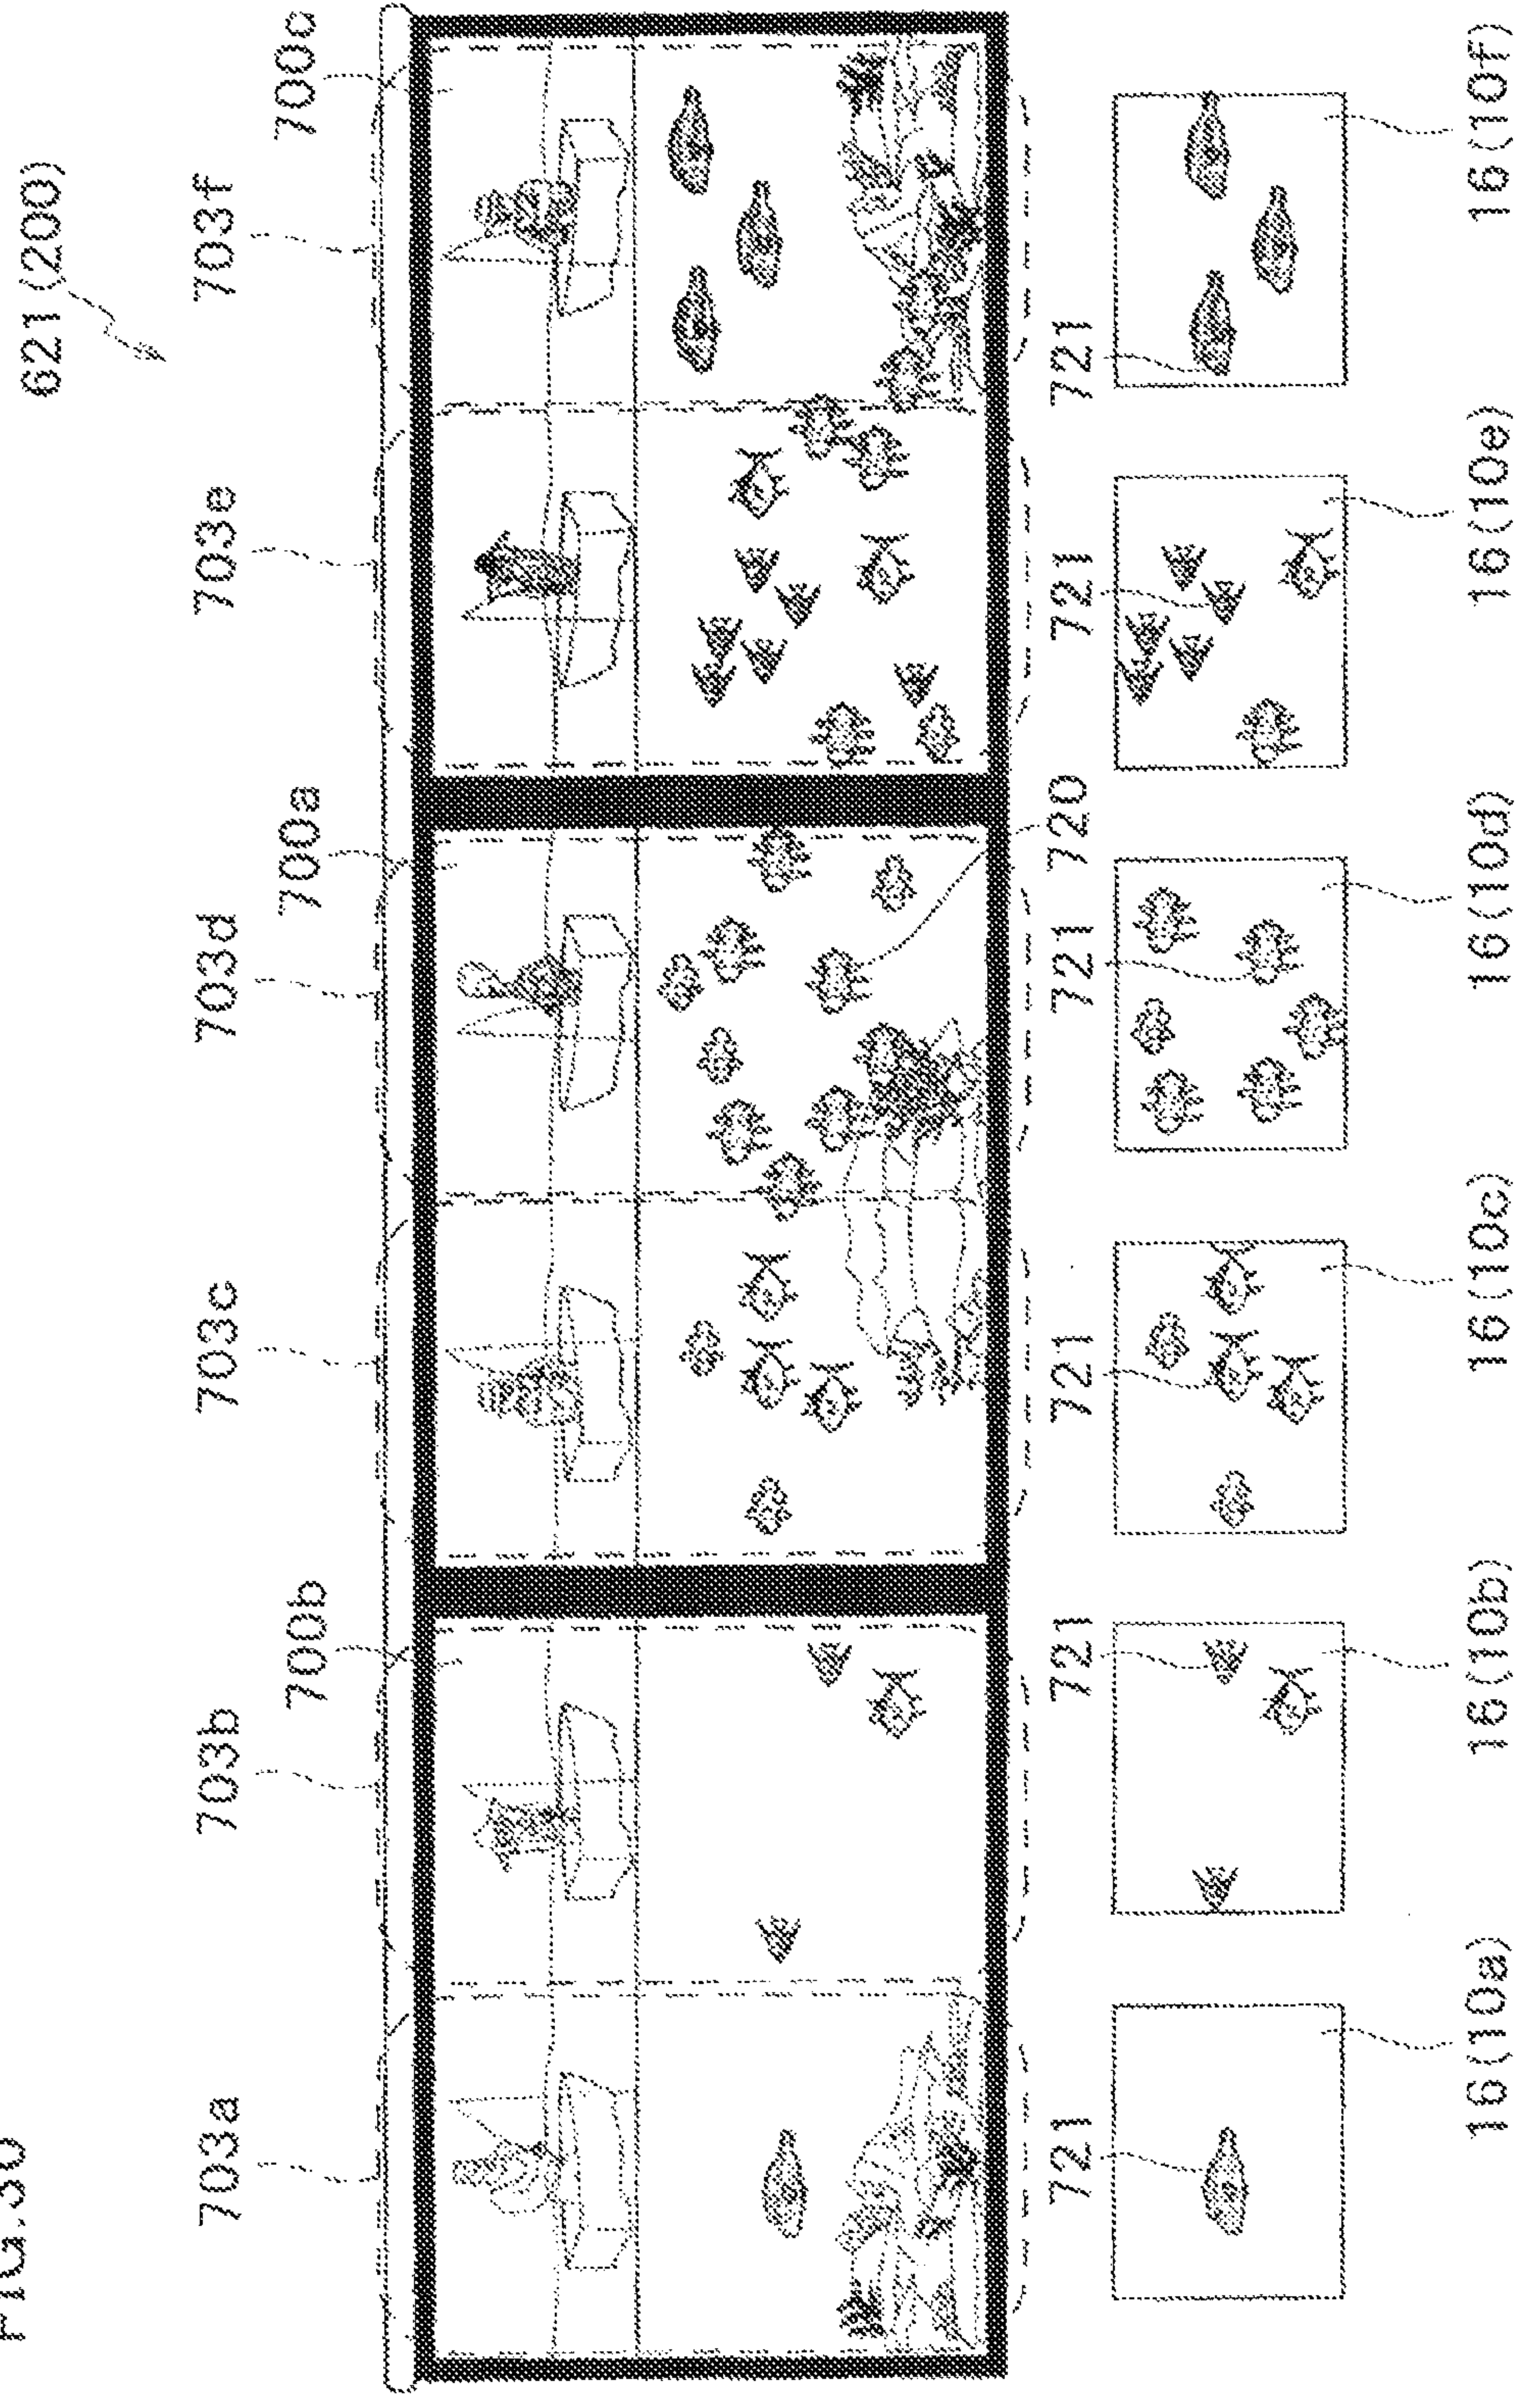 FIG.30
621(200)
703a
703b
703c
703d
703e
703f
700b
700a
700c
720
721
721
721
721
721
721
16(10a)
16(10b)
16(10c)
16(10d)
16(10e)
16(10f)